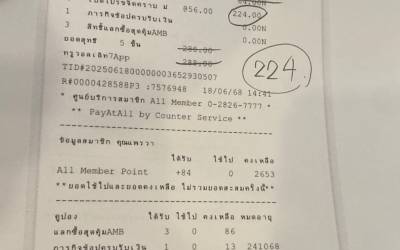 @56.00 224.00
1 ภารกิจช้อปครบรับเงิน 0.00N
3 สิทธิ์แลกซื้อสุดคุ้มAMB 0.00N
ยอดสุทธิ 5 ชิ้น 280.00
ทรูวอลเล็ท7App 280.00
224.
TID#2025061800000003652930507
R#0000428588P3 :7576948 18/06/68 14:41
* ศูนย์บริการสมาชิก All Member 0-2826-7777 *
** PayAtAll by Counter Service **
ข้อมูลสมาชิก คุณแพรวา
ได้รับ ใช้ไป คงเหลือ
All Member Point +84 0 2653
**ยอดใช้ไปและยอดคงเหลือ ไม่รวมยอดสะสมครั้งนี้**
คูปอง ได้รับ ใช้ไป คงเหลือ หมดอายุ
แลกซื้อสุดคุ้มAMB 3 0 86
ภารกิจช้อปครบรับเงิน 1 0 13 241068